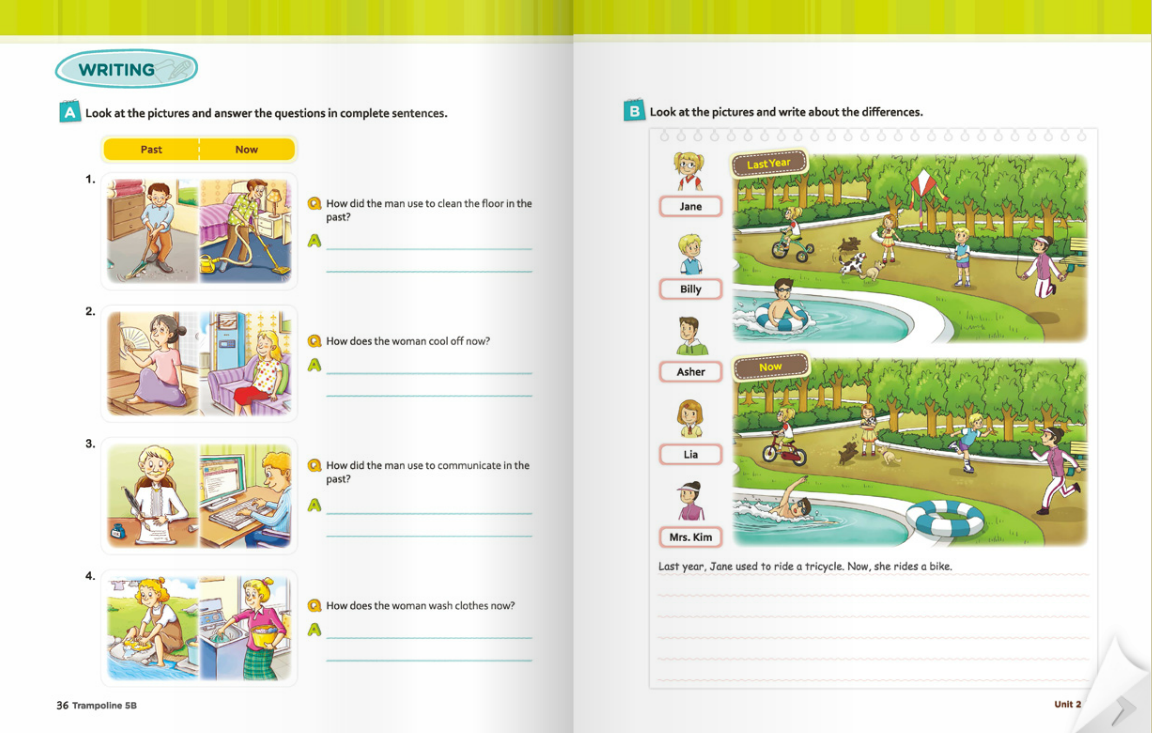 WRITING
A Look at the pictures and answer the questions in complete sentences.
Past Now
1.
Q How did the man use to clean the floor in the
past?
A
2.
Q How does the woman cool off now?
A
3.
Q How did the man use to communicate in the
past?
A
4.
Q How does the woman wash clothes now?
A
36 Trampoline 5B
B Look at the pictures and write about the differences.
Last Year
Jane
Billy
Asher
Now
Lia
Mrs. Kim
Last year, Jane used to ride a tricycle. Now, she rides a bike.
Unit 2